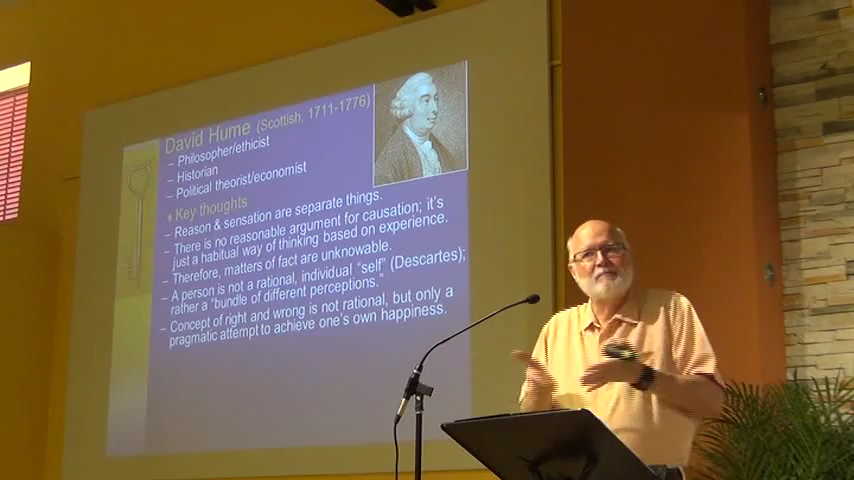 David Hume (Scottish, 1711-1776)
– Philosopher/ethicist
– Historian
– Political theorist/economist
♦ Key thoughts
– Reason & sensation are separate things.
– There is no reasonable argument for causation; it's
just a habitual way of thinking based on experience.
– Therefore, matters of fact are unknowable.
– A person is not a rational, individual "self" (Descartes);
rather a "bundle of different perceptions."
– Concept of right and wrong is not rational, but only a
pragmatic attempt to achieve one's own happiness.